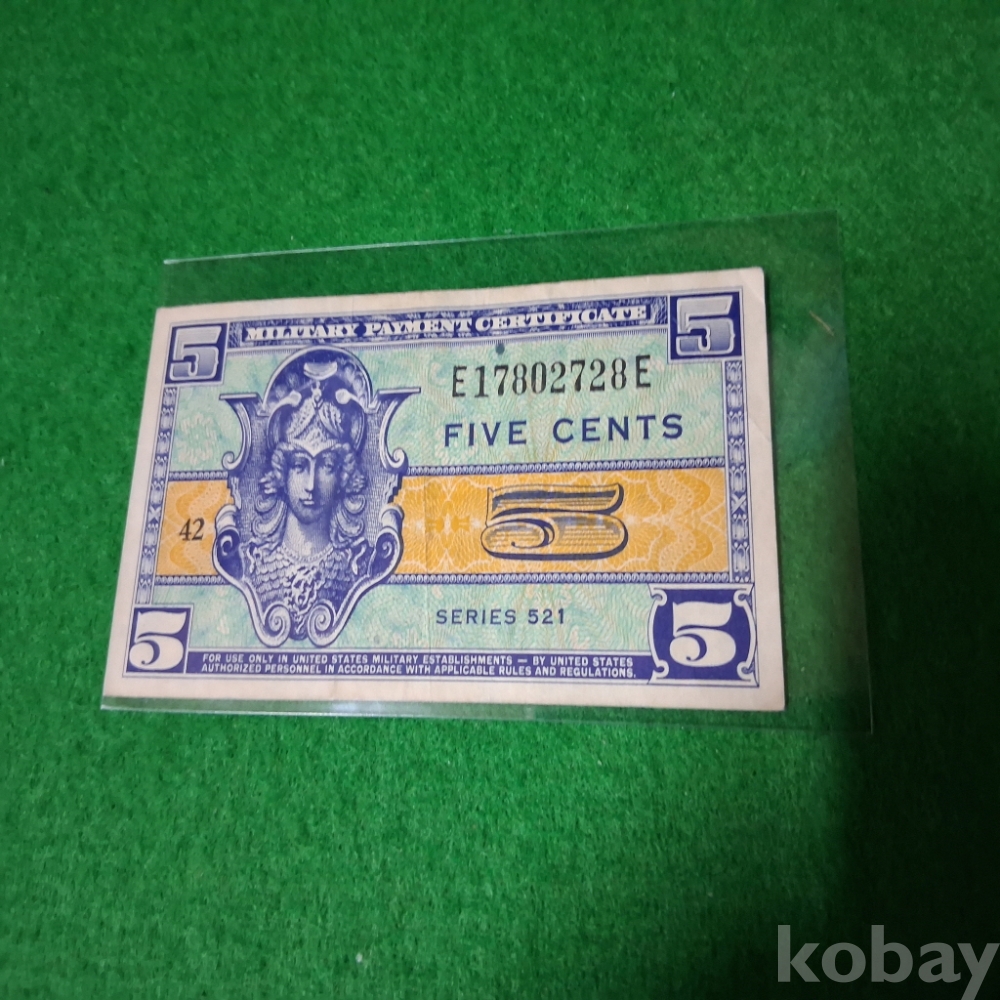 5 MILITARY PAYMENT CERTIFICATE 5
E17802728E
FIVE CENTS
42 5
SERIES 521
5 5
FOR USE ONLY IN UNITED STATES MILITARY ESTABLISHMENTS — BY UNITED STATES
AUTHORIZED PERSONNEL IN ACCORDANCE WITH APPLICABLE RULES AND REGULATIONS.
kobay